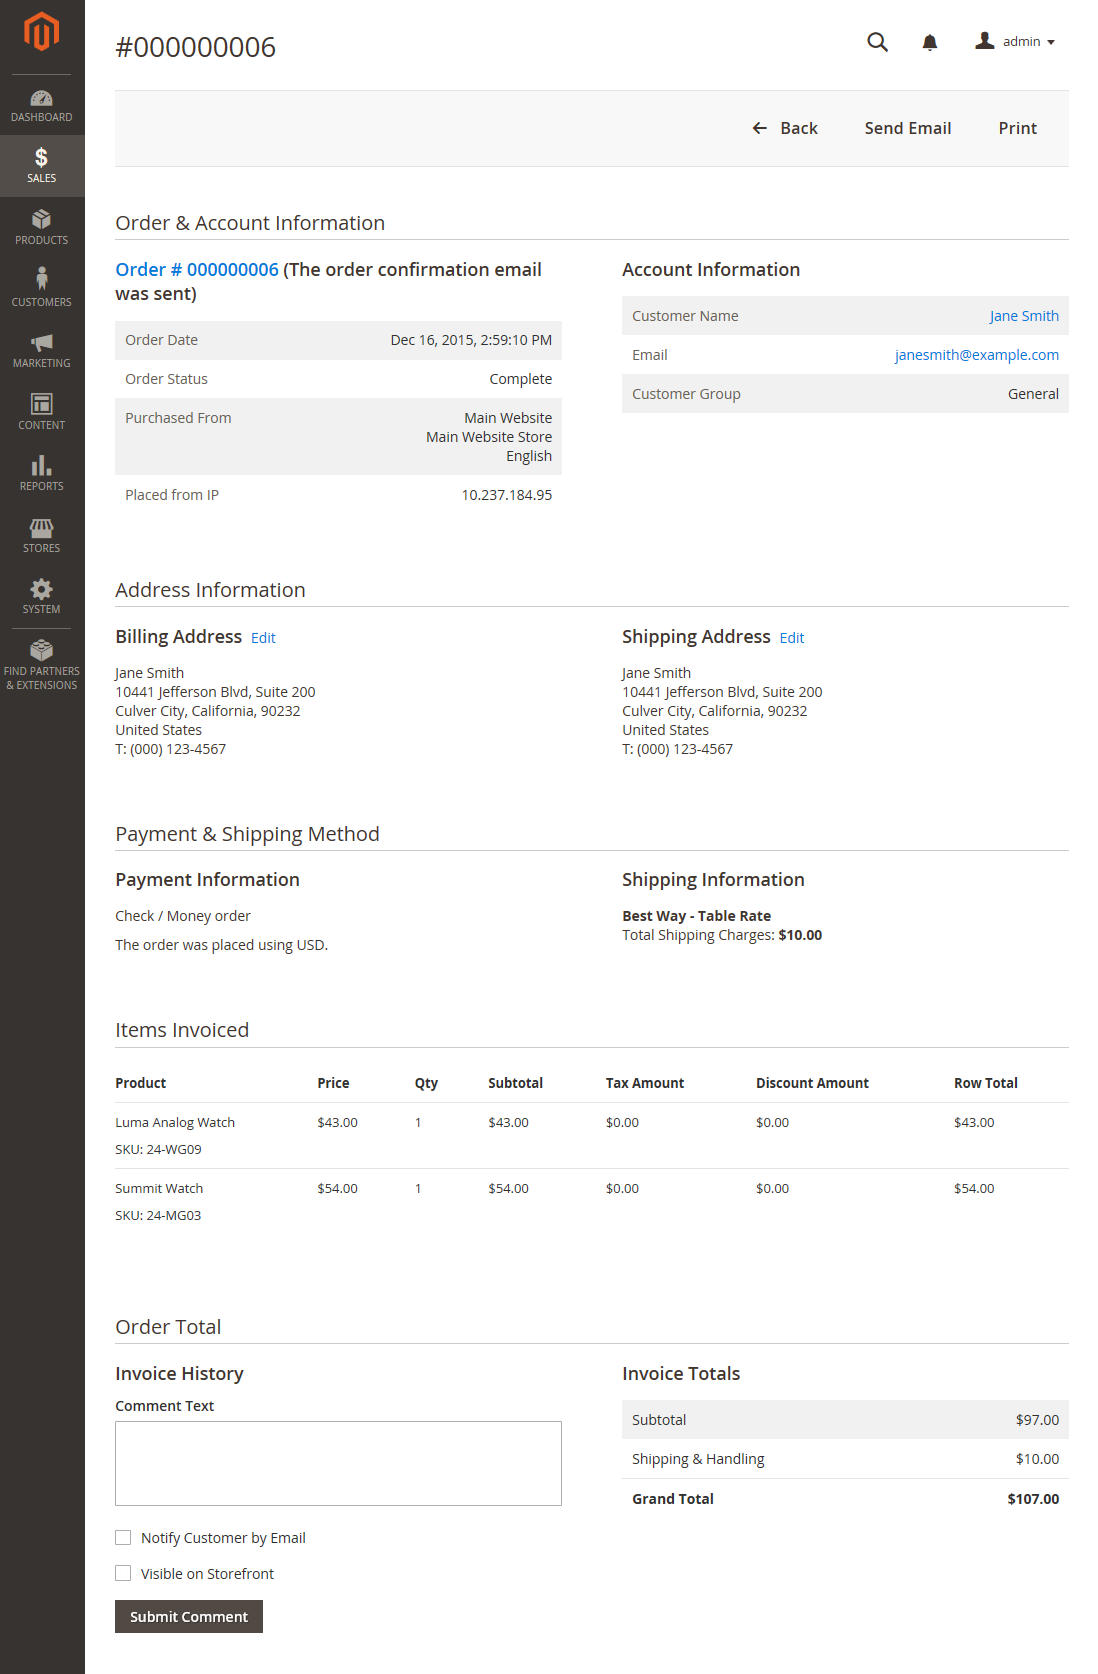 #000000006
admin
DASHBOARD
SALES
PRODUCTS
CUSTOMERS
MARKETING
CONTENT
REPORTS
STORES
SYSTEM
FIND PARTNERS
& EXTENSIONS
Back Send Email Print
Order & Account Information
Order # 000000006 (The order confirmation email
was sent)
Order Date Dec 16, 2015, 2:59:10 PM
Order Status Complete
Purchased From Main Website
Main Website Store
English
Placed from IP 10.237.184.95
Account Information
Customer Name Jane Smith
Email janesmith@example.com
Customer Group General
Address Information
Billing Address Edit
Jane Smith
10441 Jefferson Blvd, Suite 200
Culver City, California, 90232
United States
T: (000) 123-4567
Shipping Address Edit
Jane Smith
10441 Jefferson Blvd, Suite 200
Culver City, California, 90232
United States
T: (000) 123-4567
Payment & Shipping Method
Payment Information
Check / Money order
The order was placed using USD.
Shipping Information
Best Way - Table Rate
Total Shipping Charges: $10.00
Items Invoiced
Product Price Qty Subtotal Tax Amount Discount Amount Row Total
Luma Analog Watch $43.00 1 $43.00 $0.00 $0.00 $43.00
SKU: 24-WG09
Summit Watch $54.00 1 $54.00 $0.00 $0.00 $54.00
SKU: 24-MG03
Order Total
Invoice History
Comment Text
Notify Customer by Email
Visible on Storefront
Submit Comment
Invoice Totals
Subtotal $97.00
Shipping & Handling $10.00
Grand Total $107.00